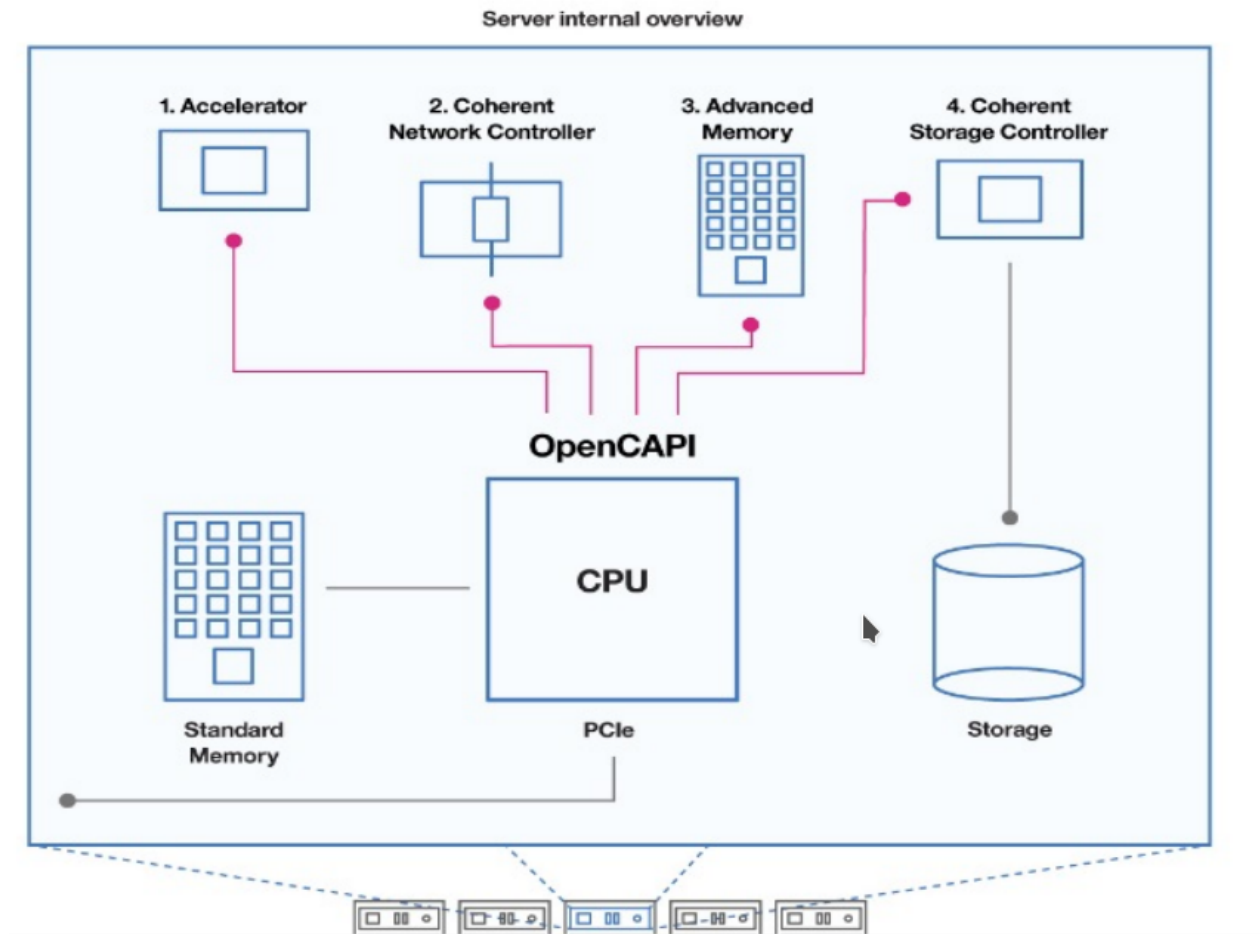 Server internal overview
1. Accelerator
2. Coherent
Network Controller
3. Advanced
Memory
4. Coherent
Storage Controller
OpenCAPI
CPU
Standard
Memory
PCIe
Storage